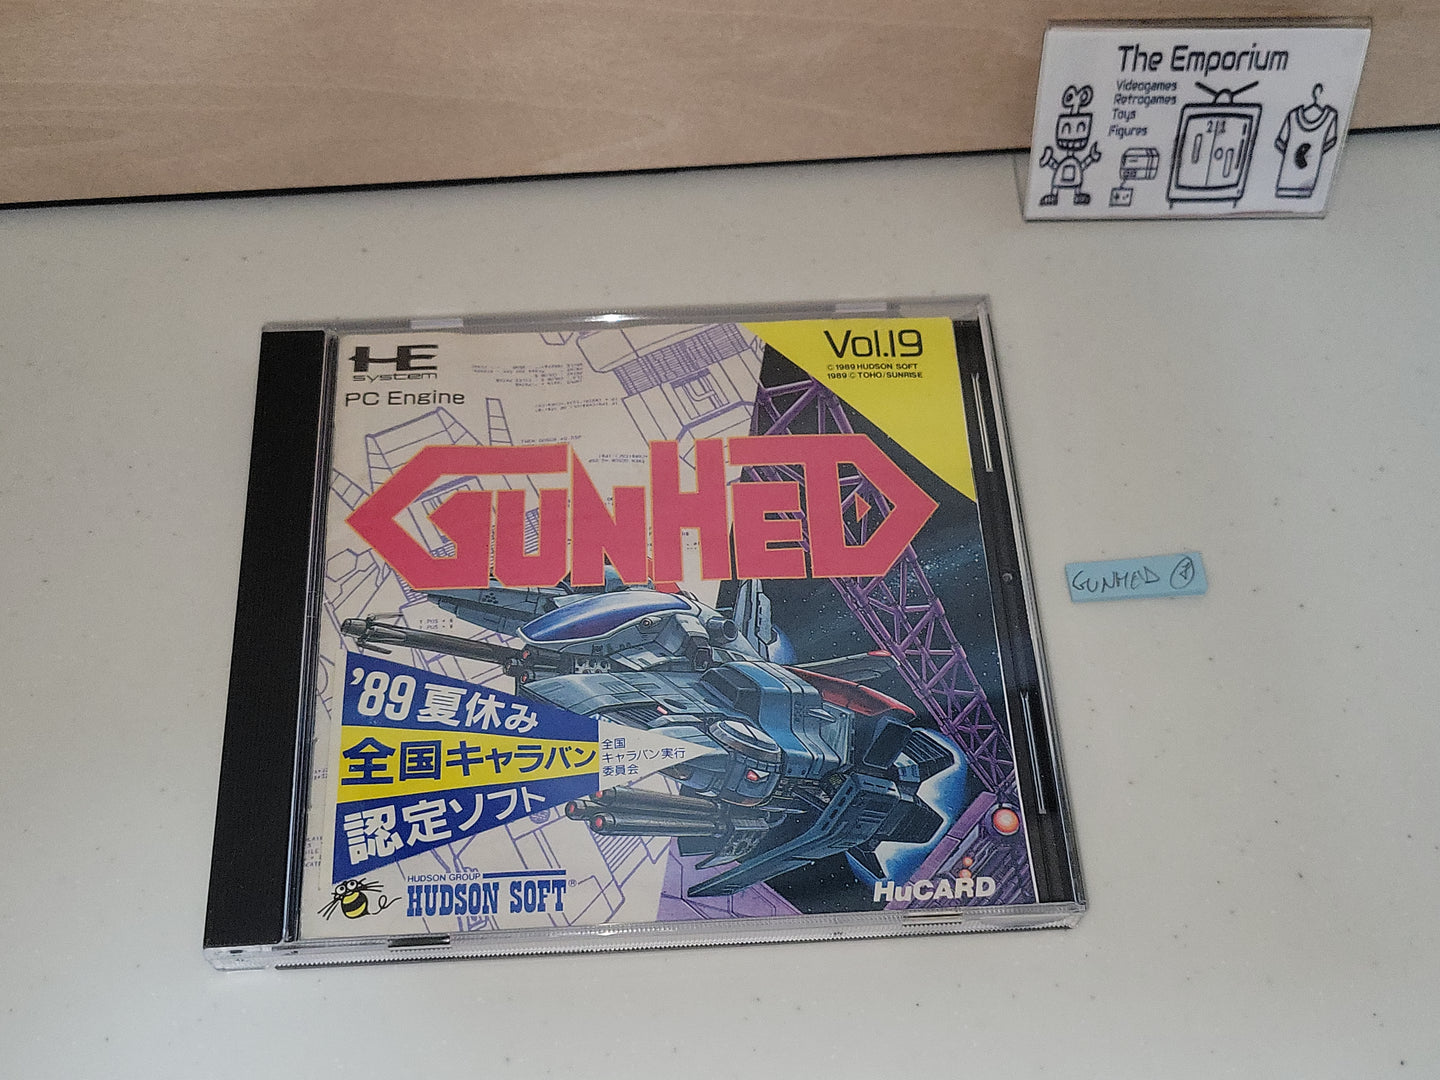 The Emporium
Videogames
Retrogames
Toys
Figures
HE
system
PC Engine
Vol.19
© 1989 HUDSON SOFT
1989 © TOHO/SUNRISE
GUNHED
'89夏休み
全国キャラバン
認定ソフト
全国
キャラバン実行
委員会
HUDSON GROUP
HUDSON SOFT®
HuCARD
GUNHED